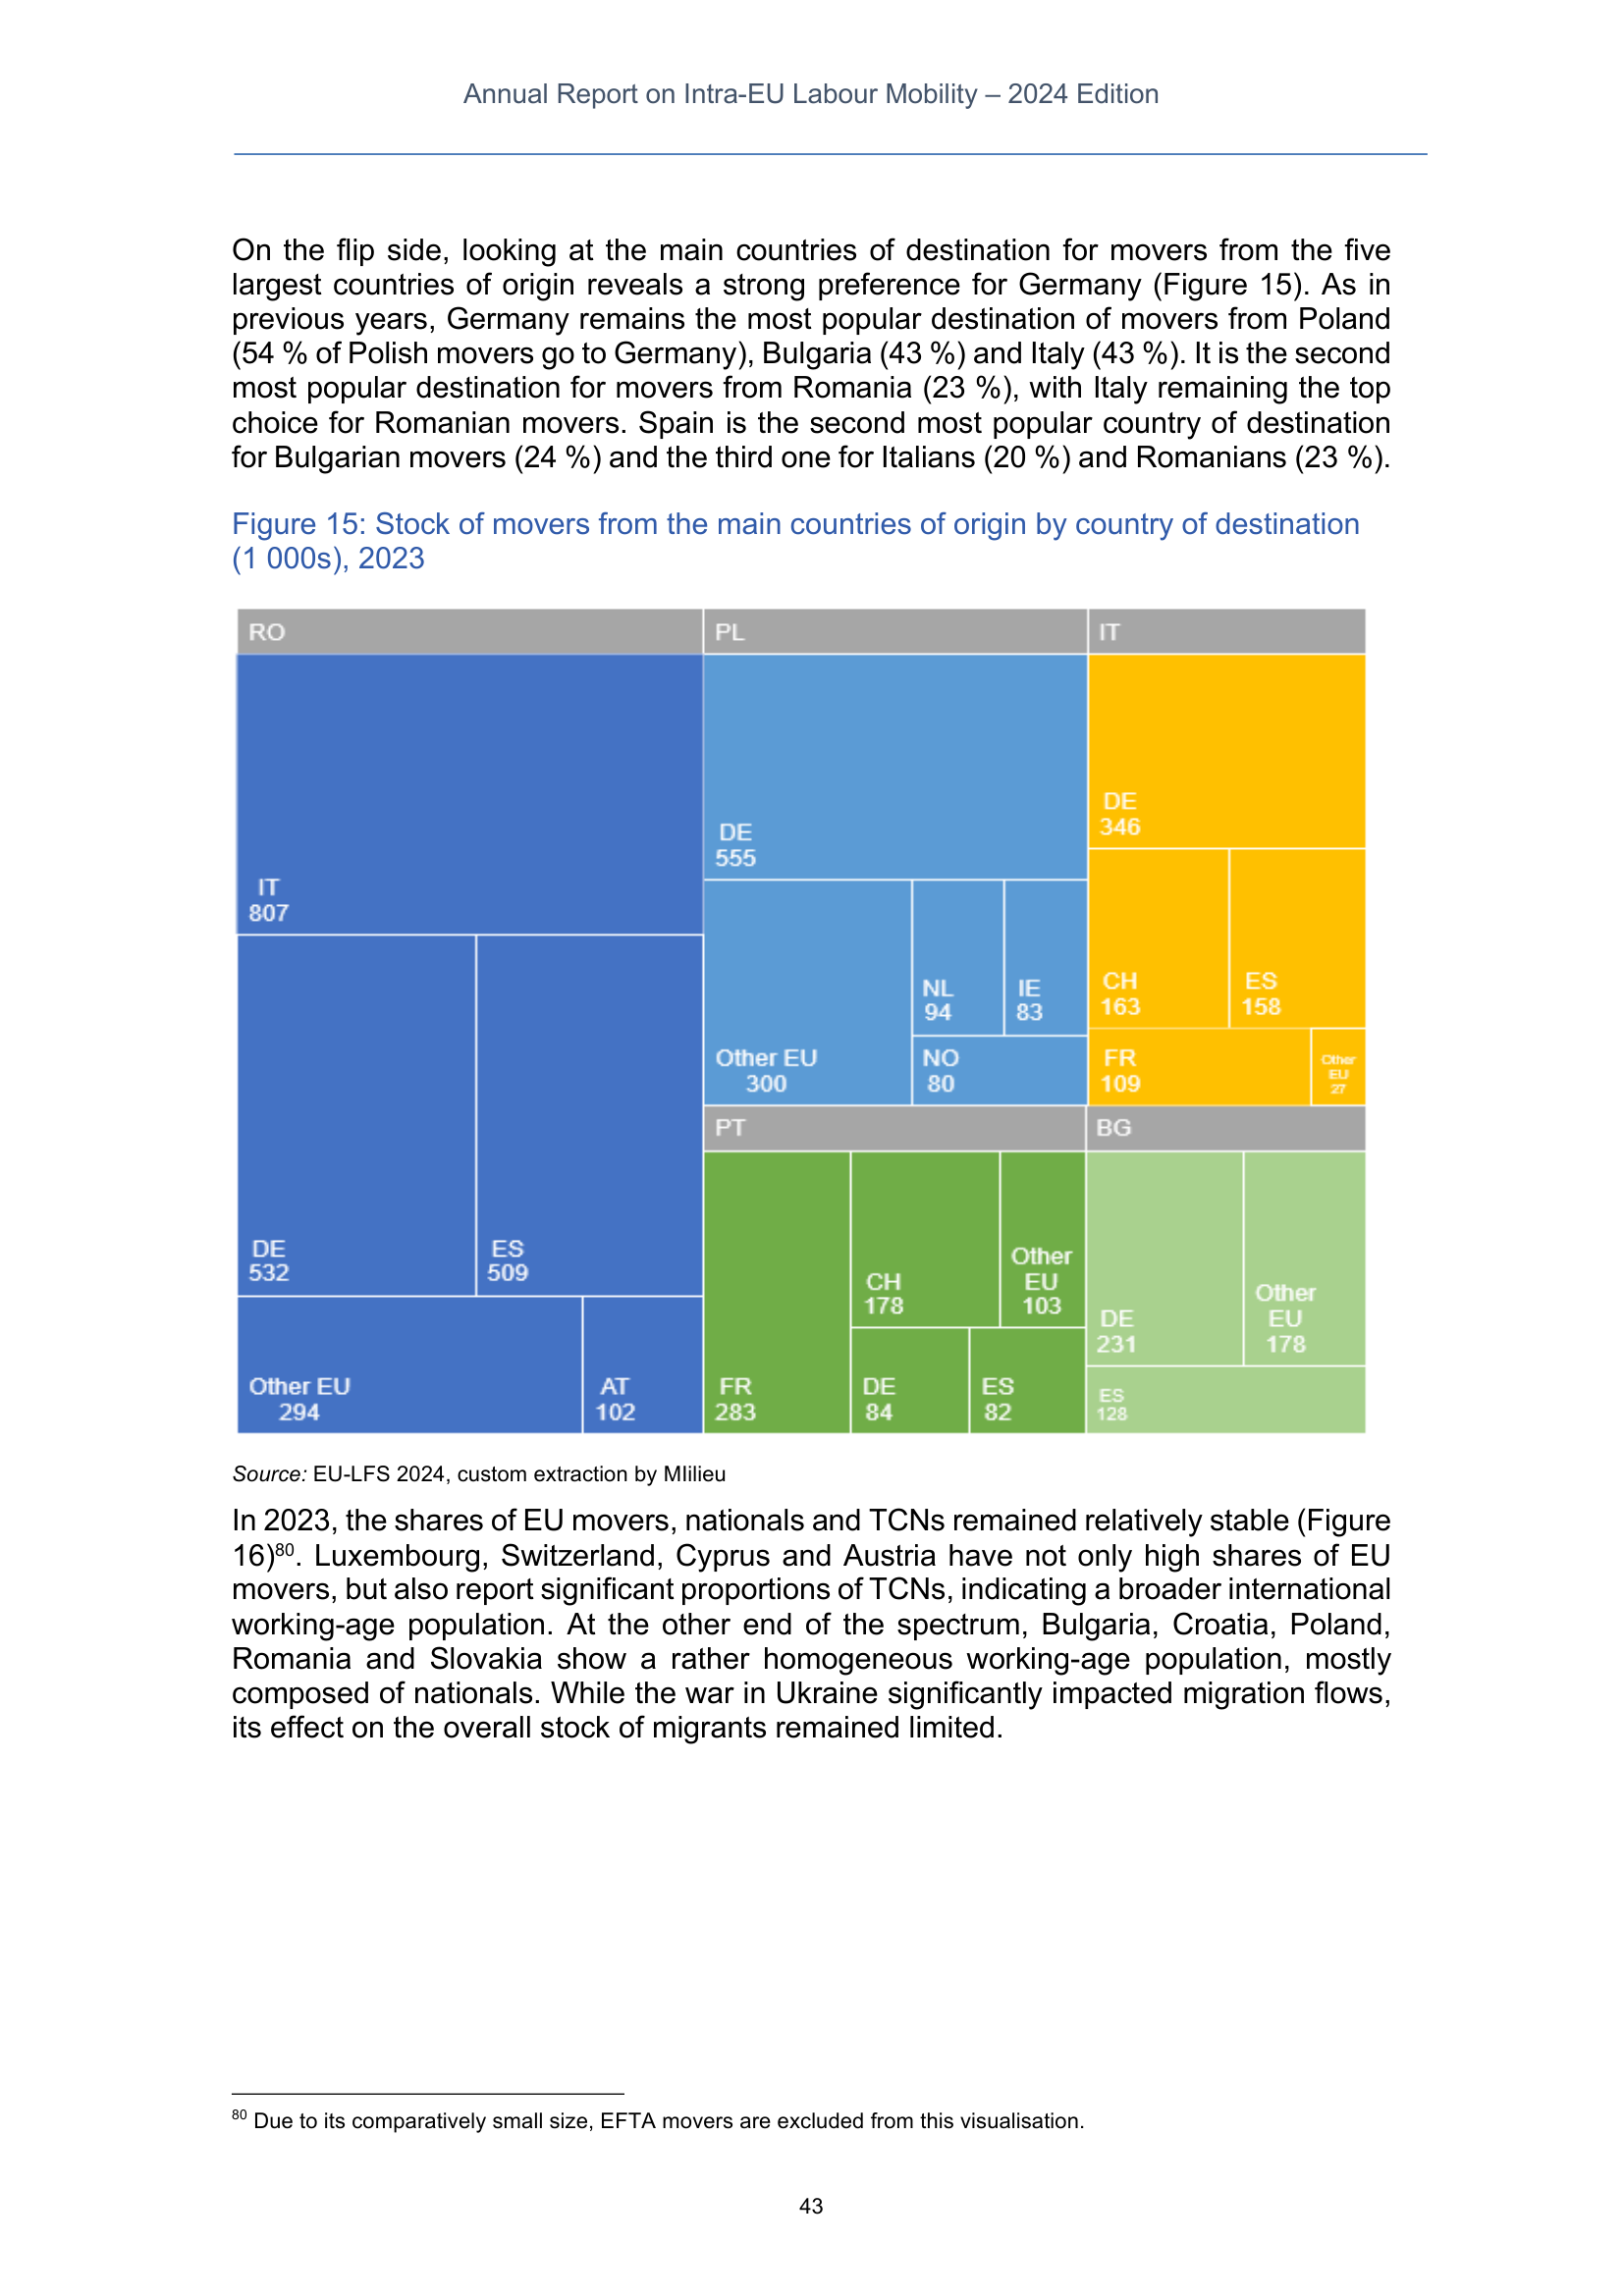 Annual Report on Intra-EU Labour Mobility – 2024 Edition
On the flip side, looking at the main countries of destination for movers from the five
largest countries of origin reveals a strong preference for Germany (Figure 15). As in
previous years, Germany remains the most popular destination of movers from Poland
(54 % of Polish movers go to Germany), Bulgaria (43 %) and Italy (43 %). It is the second
most popular destination for movers from Romania (23 %), with Italy remaining the top
choice for Romanian movers. Spain is the second most popular country of destination
for Bulgarian movers (24 %) and the third one for Italians (20 %) and Romanians (23 %).
Figure 15: Stock of movers from the main countries of origin by country of destination
(1 000s), 2023
RO
IT
807
DE
532
ES
509
Other EU
294
AT
102
PL
DE
555
Other EU
300
NL
94
IE
83
NO
80
IT
DE
346
CH
163
ES
158
FR
109
Other
EU
27
PT
FR
283
CH
178
Other
EU
103
DE
84
ES
82
BG
DE
231
Other
EU
178
ES
128
Source: EU-LFS 2024, custom extraction by MIilieu
In 2023, the shares of EU movers, nationals and TCNs remained relatively stable (Figure
16)80. Luxembourg, Switzerland, Cyprus and Austria have not only high shares of EU
movers, but also report significant proportions of TCNs, indicating a broader international
working-age population. At the other end of the spectrum, Bulgaria, Croatia, Poland,
Romania and Slovakia show a rather homogeneous working-age population, mostly
composed of nationals. While the war in Ukraine significantly impacted migration flows,
its effect on the overall stock of migrants remained limited.
80 Due to its comparatively small size, EFTA movers are excluded from this visualisation.
43